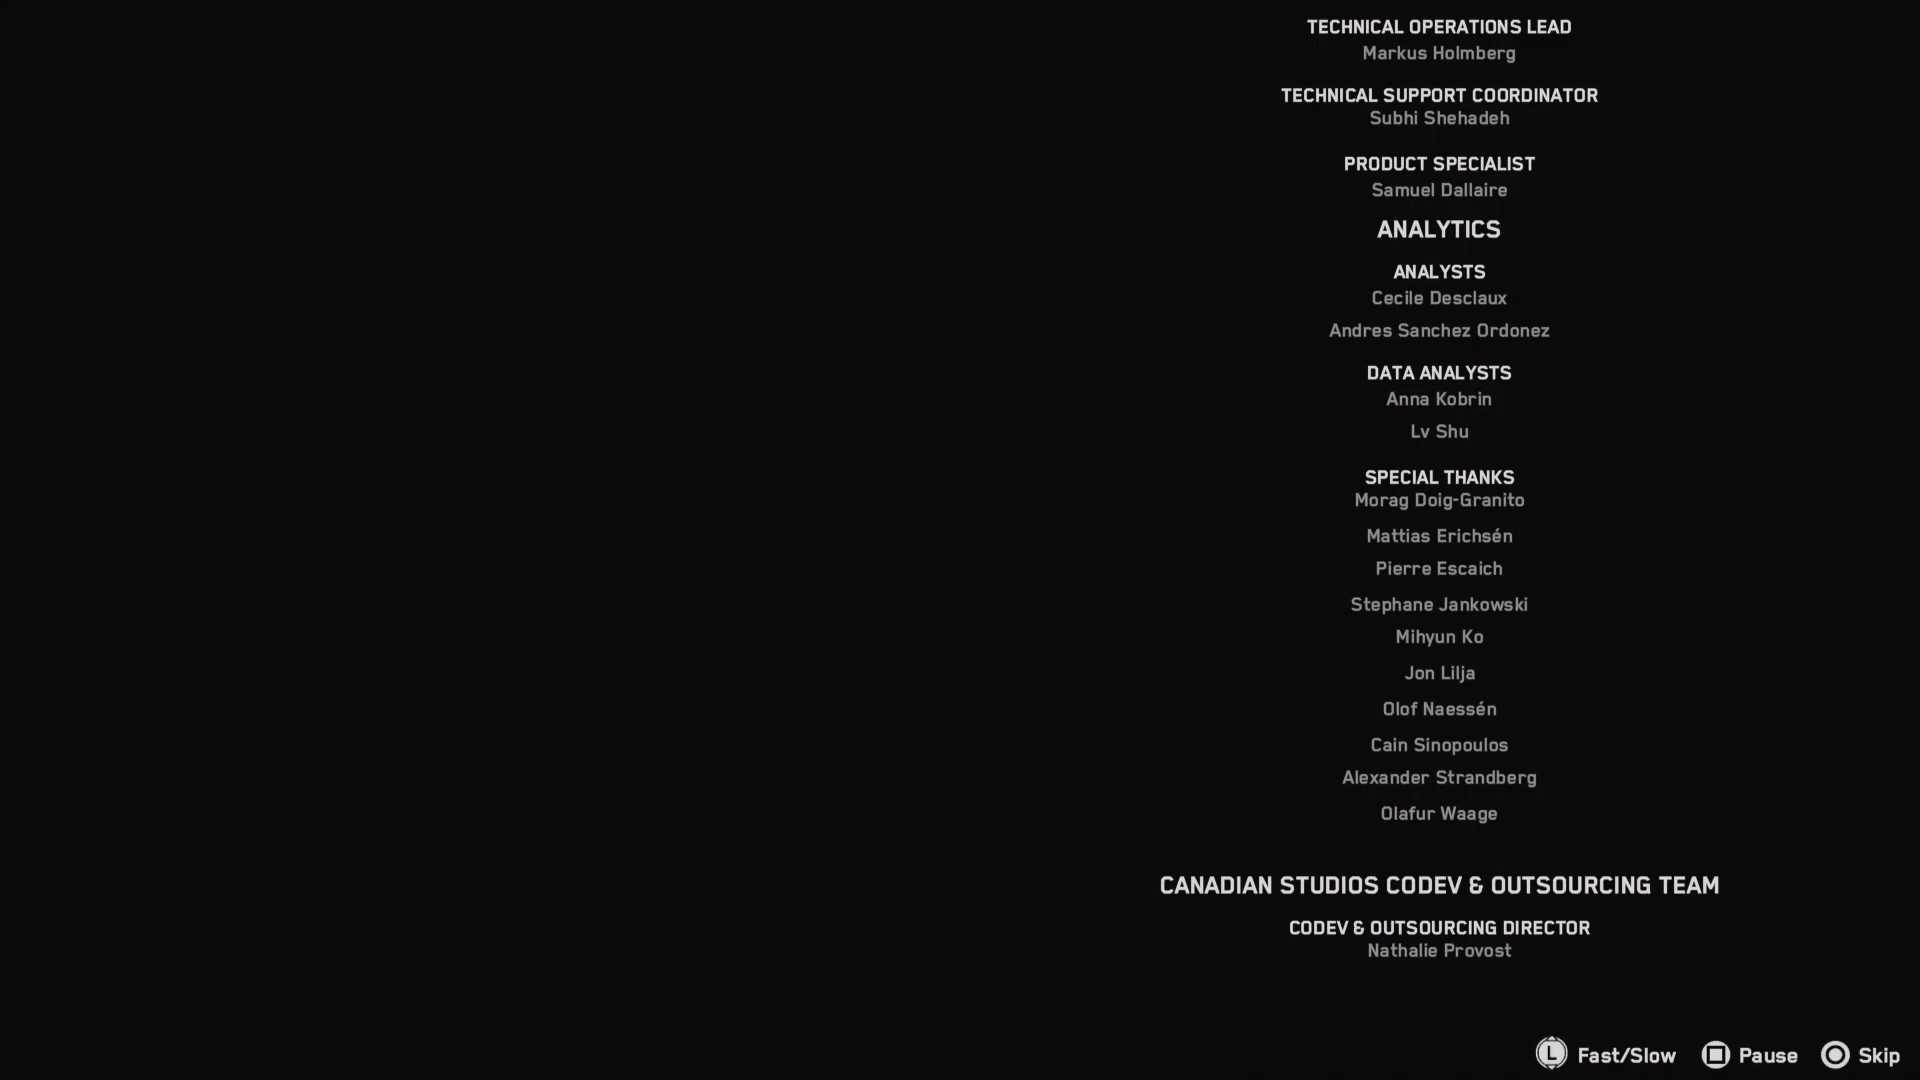 TECHNICAL OPERATIONS LEAD
Markus Holmberg
TECHNICAL SUPPORT COORDINATOR
Subhi Shehadeh
PRODUCT SPECIALIST
Samuel Dallaire
ANALYTICS
ANALYSTS
Cecile Desclaux
Andres Sanchez Ordonez
DATA ANALYSTS
Anna Kobrin
Lv Shu
SPECIAL THANKS
Morag Doig-Granito
Mattias Erichsén
Pierre Escaich
Stephane Jankowski
Mihyun Ko
Jon Lilja
Olof Naessén
Cain Sinopoulos
Alexander Strandberg
Olafur Waage
CANADIAN STUDIOS CODEV & OUTSOURCING TEAM
CODEV & OUTSOURCING DIRECTOR
Nathalie Provost
L Fast/Slow Pause Skip